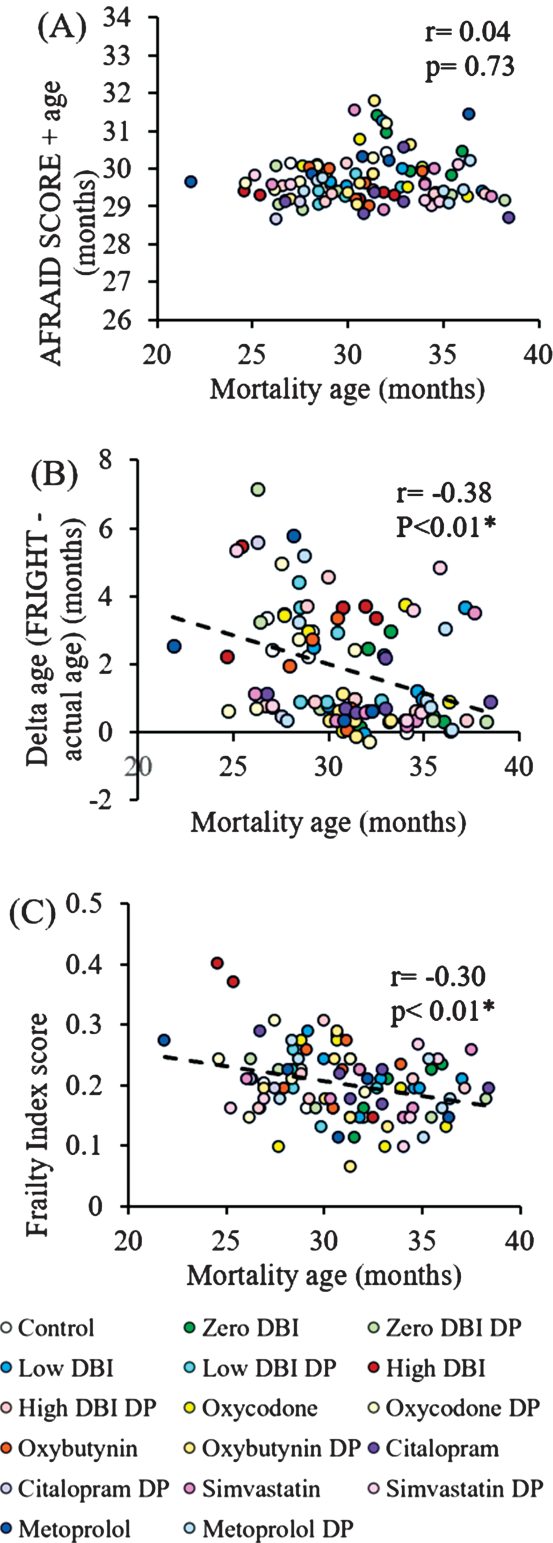 (A)
r= 0.04
p= 0.73
AFRAID SCORE + age
(months)
34
33
32
31
30
29
28
27
26
20 25 30 35 40
Mortality age (months)
(B)
r= -0.38
P<0.01*
Delta age (FRIGHT -
actual age) (months)
8
6
4
2
0
-2
20 25 30 35 40
Mortality age (months)
(C)
r= -0.30
p< 0.01*
Frailty Index score
0.5
0.4
0.3
0.2
0.1
0
20 25 30 35 40
Mortality age (months)
Control Zero DBI Zero DBI DP
Low DBI Low DBI DP High DBI
High DBI DP Oxycodone Oxycodone DP
Oxybutynin Oxybutynin DP Citalopram
Citalopram DP Simvastatin Simvastatin DP
Metoprolol Metoprolol DP